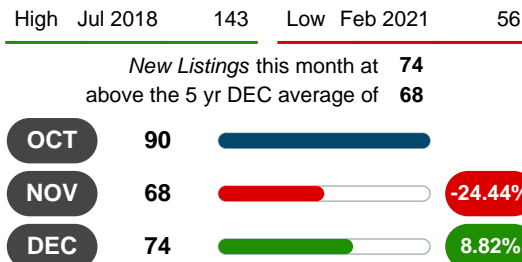 High Jul 2018 143 Low Feb 2021 56
New Listings this month at 74
above the 5 yr DEC average of 68
OCT 90
NOV 68 -24.44%
DEC 74 8.82%